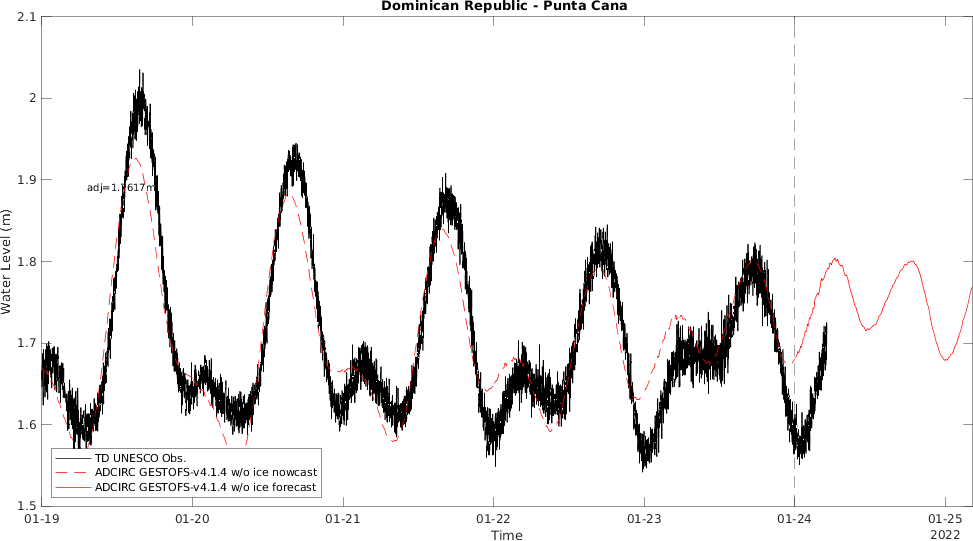 Dominican Republic - Punta Cana
2.1
2
1.9
1.8
1.7
1.6
1.5
Water Level (m)
adj=1.7617m
TD UNESCO Obs.
ADCIRC GESTOFS-v4.1.4 w/o ice nowcast
ADCIRC GESTOFS-v4.1.4 w/o ice forecast
01-19 01-20 01-21 01-22 01-23 01-24 01-25
Time
2022